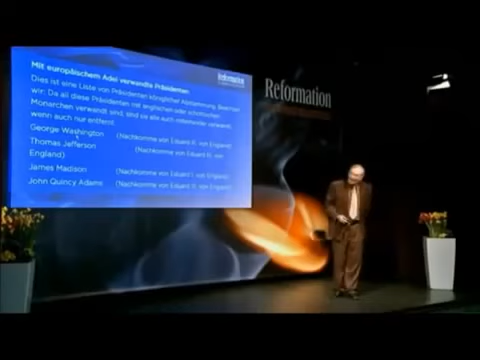 Mit europäischem Adel verwandte Präsidenten
Dies ist eine Liste von Präsidenten königlicher Abstammung. Beachten
wir: Da all diese Präsidenten mit englischen oder schottischen
Monarchen verwandt sind, sind sie alle auch miteinander verwandt,
wenn auch nur entfernt.
George Washington (Nachkomme von Eduard III. von England)
Thomas Jefferson (Nachkomme von Eduard III. von
England)
James Madison (Nachkomme von Eduard I. von England)
John Quincy Adams (Nachkomme von Eduard III. von England)
Reformation
Reformation